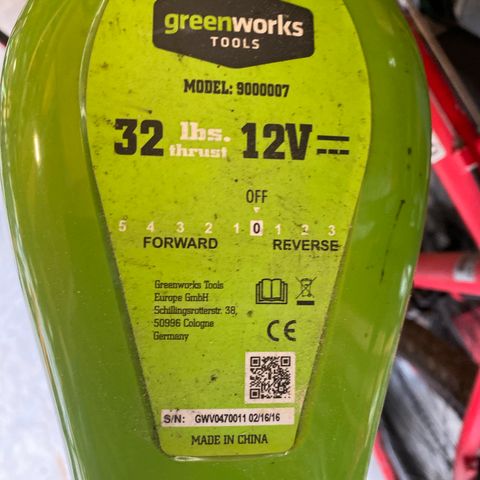 greenworks
TOOLS
MODEL: 9000007
32 lbs. thrust 12V
OFF
5 4 3 2 1 0 1 2 3
FORWARD REVERSE
Greenworks Tools
Europe GmbH
Schillingsrotterstr. 38,
50996 Cologne
Germany
CE
S/N: GWV0470011 02/16/16
MADE IN CHINA